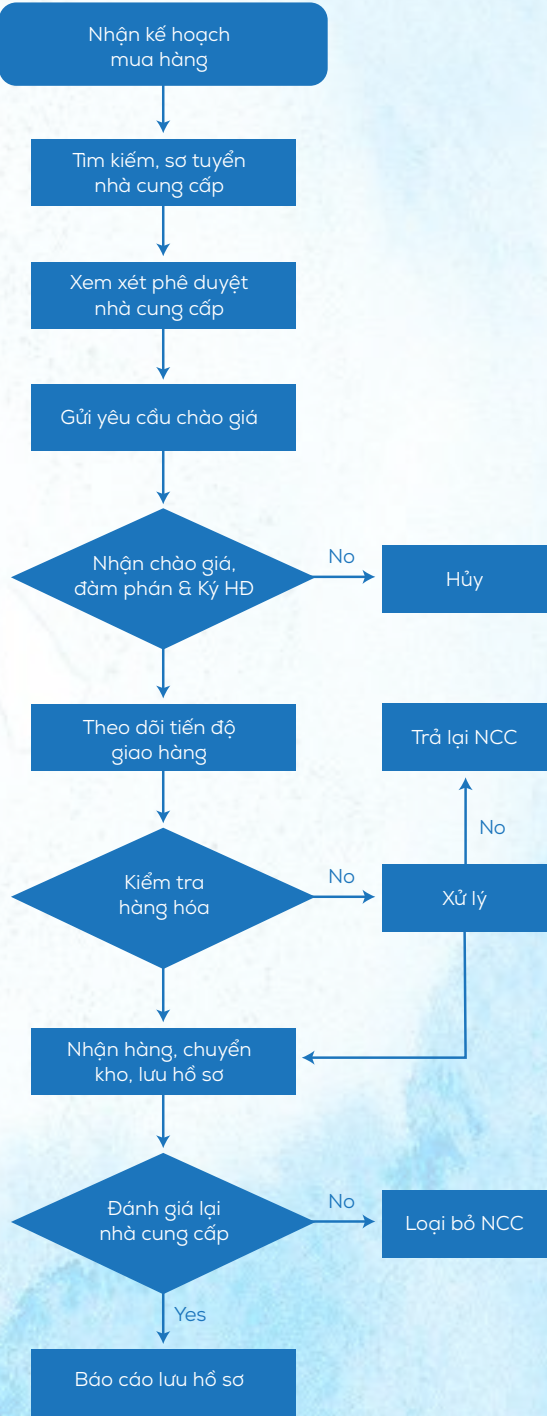 Nhận kế hoạch
mua hàng
Tìm kiếm, sơ tuyển
nhà cung cấp
Xem xét phê duyệt
nhà cung cấp
Gửi yêu cầu chào giá
Nhận chào giá,
đàm phán & Ký HĐ
No
Hủy
Theo dõi tiến độ
giao hàng
Trả lại NCC
No
Kiểm tra
hàng hóa
No
Xử lý
Nhận hàng, chuyển
kho, lưu hồ sơ
Đánh giá lại
nhà cung cấp
No
Loại bỏ NCC
Yes
Báo cáo lưu hồ sơ